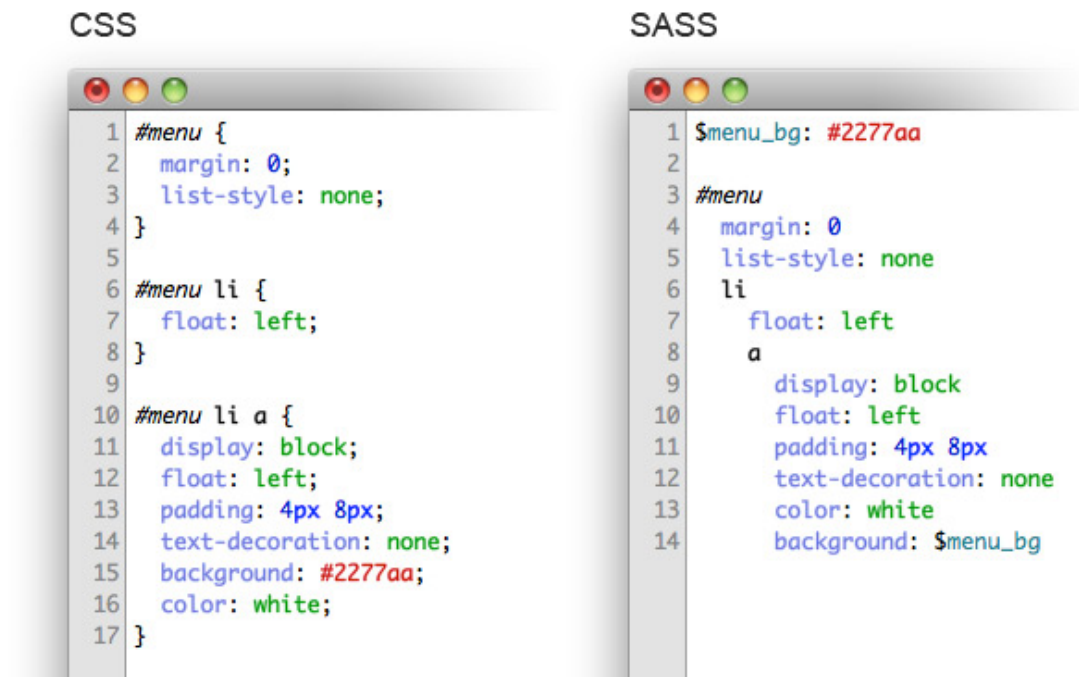 CSS
1 #menu {
2   margin: 0;
3   list-style: none;
4 }
5
6 #menu li {
7   float: left;
8 }
9
10 #menu li a {
11   display: block;
12   float: left;
13   padding: 4px 8px;
14   text-decoration: none;
15   background: #2277aa;
16   color: white;
17 }
SASS
1 $menu_bg: #2277aa
2
3 #menu
4   margin: 0
5   list-style: none
6   li
7     float: left
8     a
9       display: block
10       float: left
11       padding: 4px 8px
12       text-decoration: none
13       color: white
14       background: $menu_bg